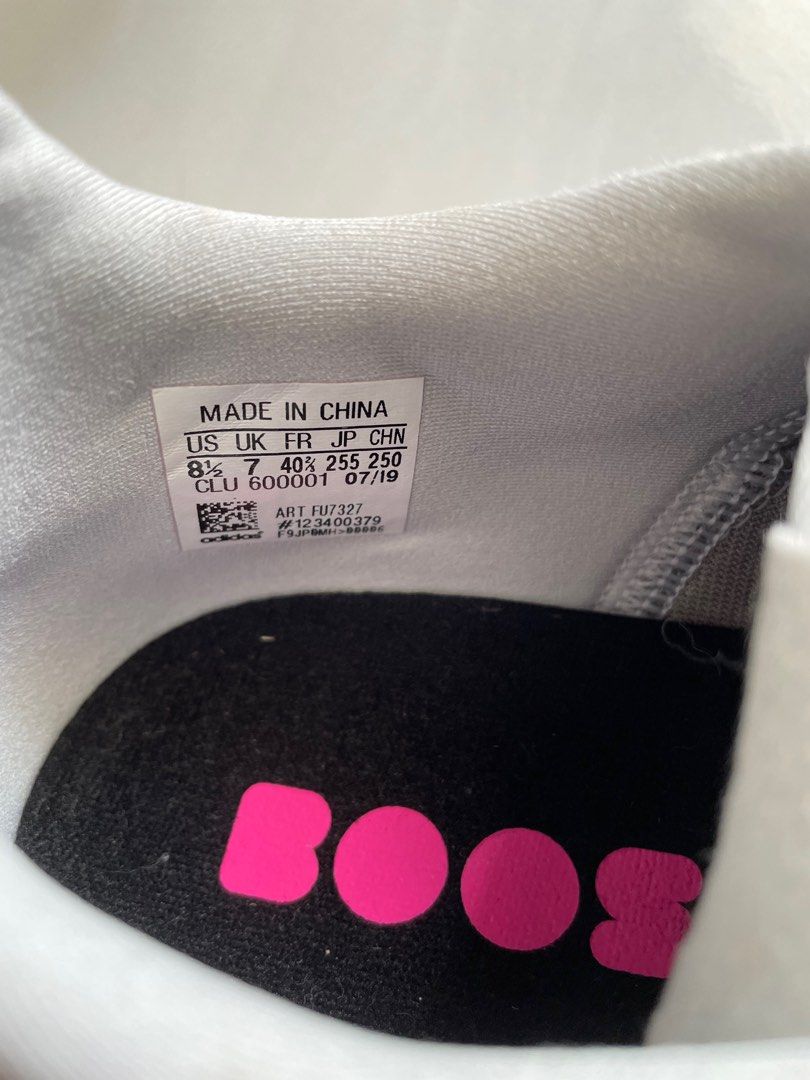 MADE IN CHINA
US UK FR JP CHN
8½ 7 40⅔ 255 250
CLU 600001 07/19
ART FU7327
#123400379
adidas
BOOS